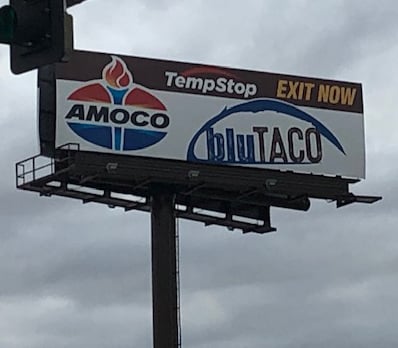 TempStop EXIT NOW
AMOCO
bluTACO